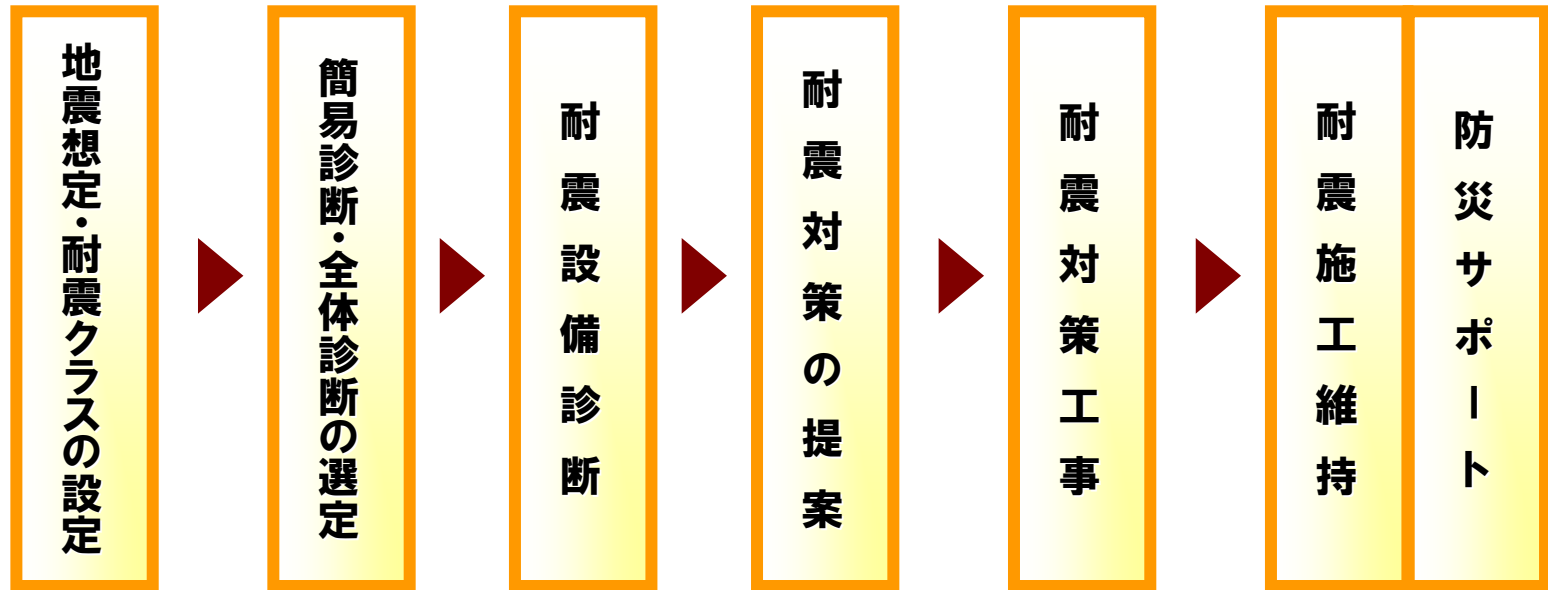 地震想定・耐震クラスの設定
簡易診断・全体診断の選定
耐震設備診断
耐震対策の提案
耐震対策工事
耐震施工維持
防災サポート